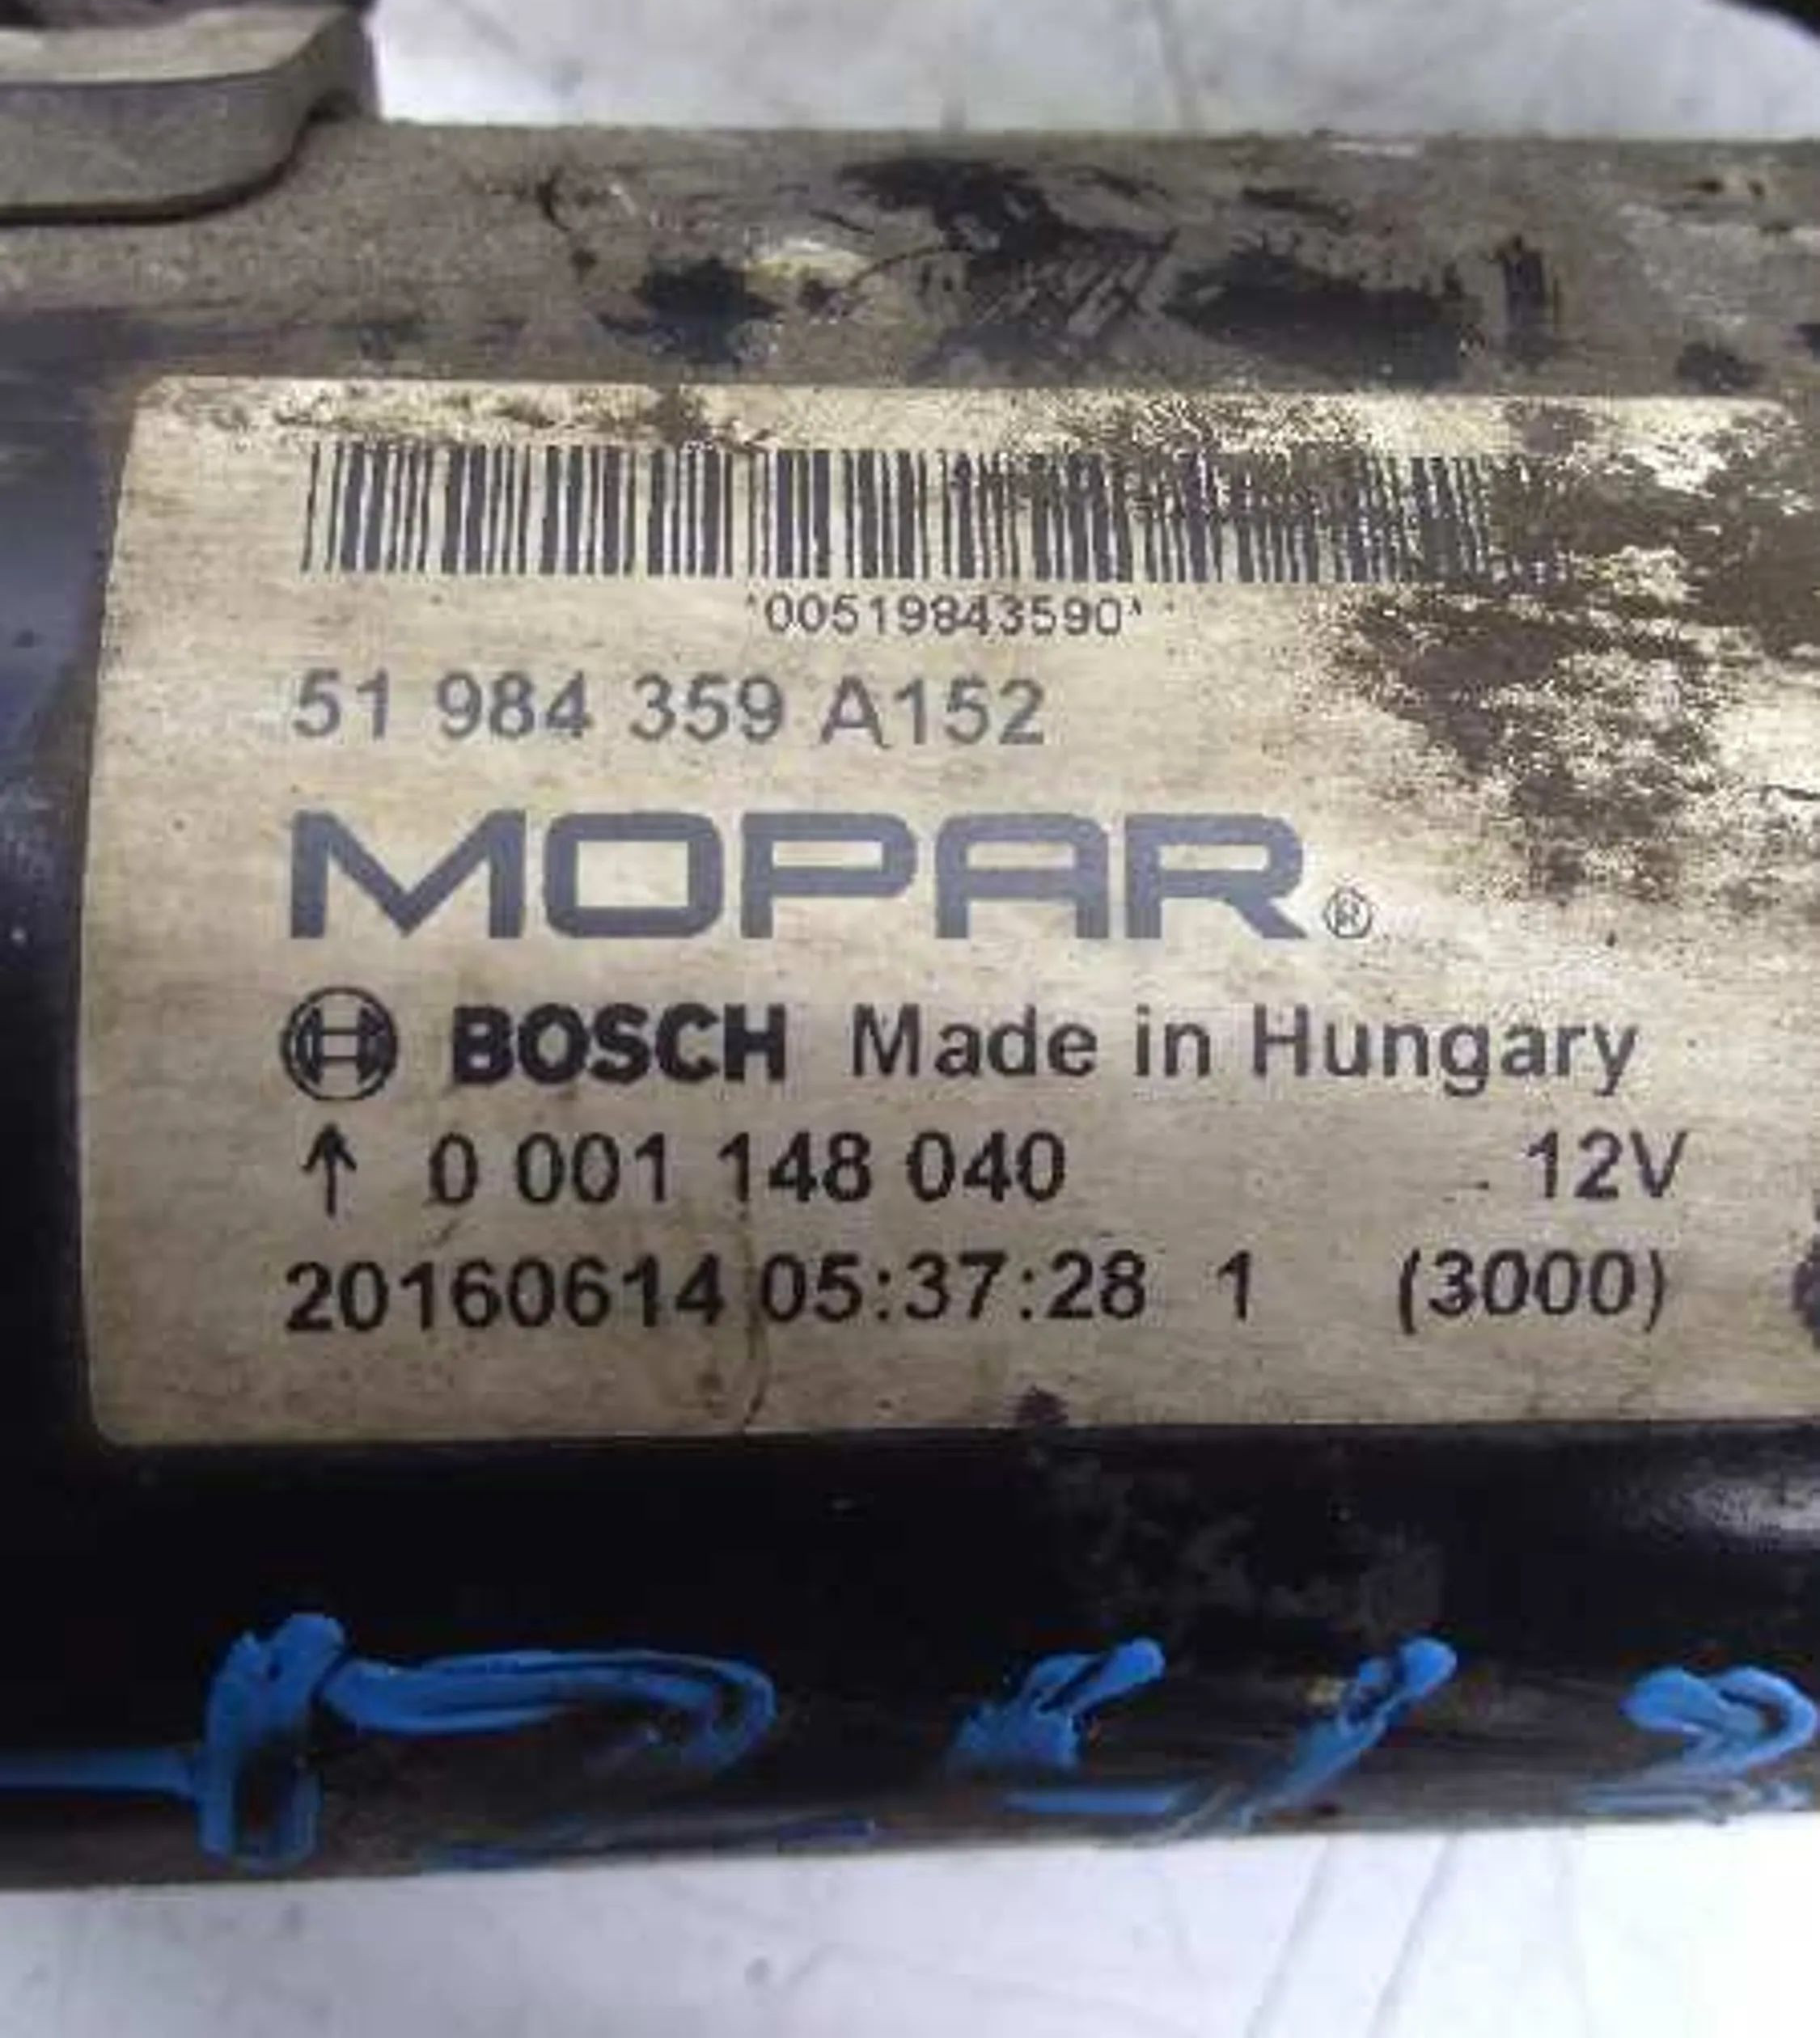 *00519843590*
51 984 359 A152
MOPAR®
BOSCH Made in Hungary
↑ 0 001 148 040 12V
20160614 05:37:28 1 (3000)